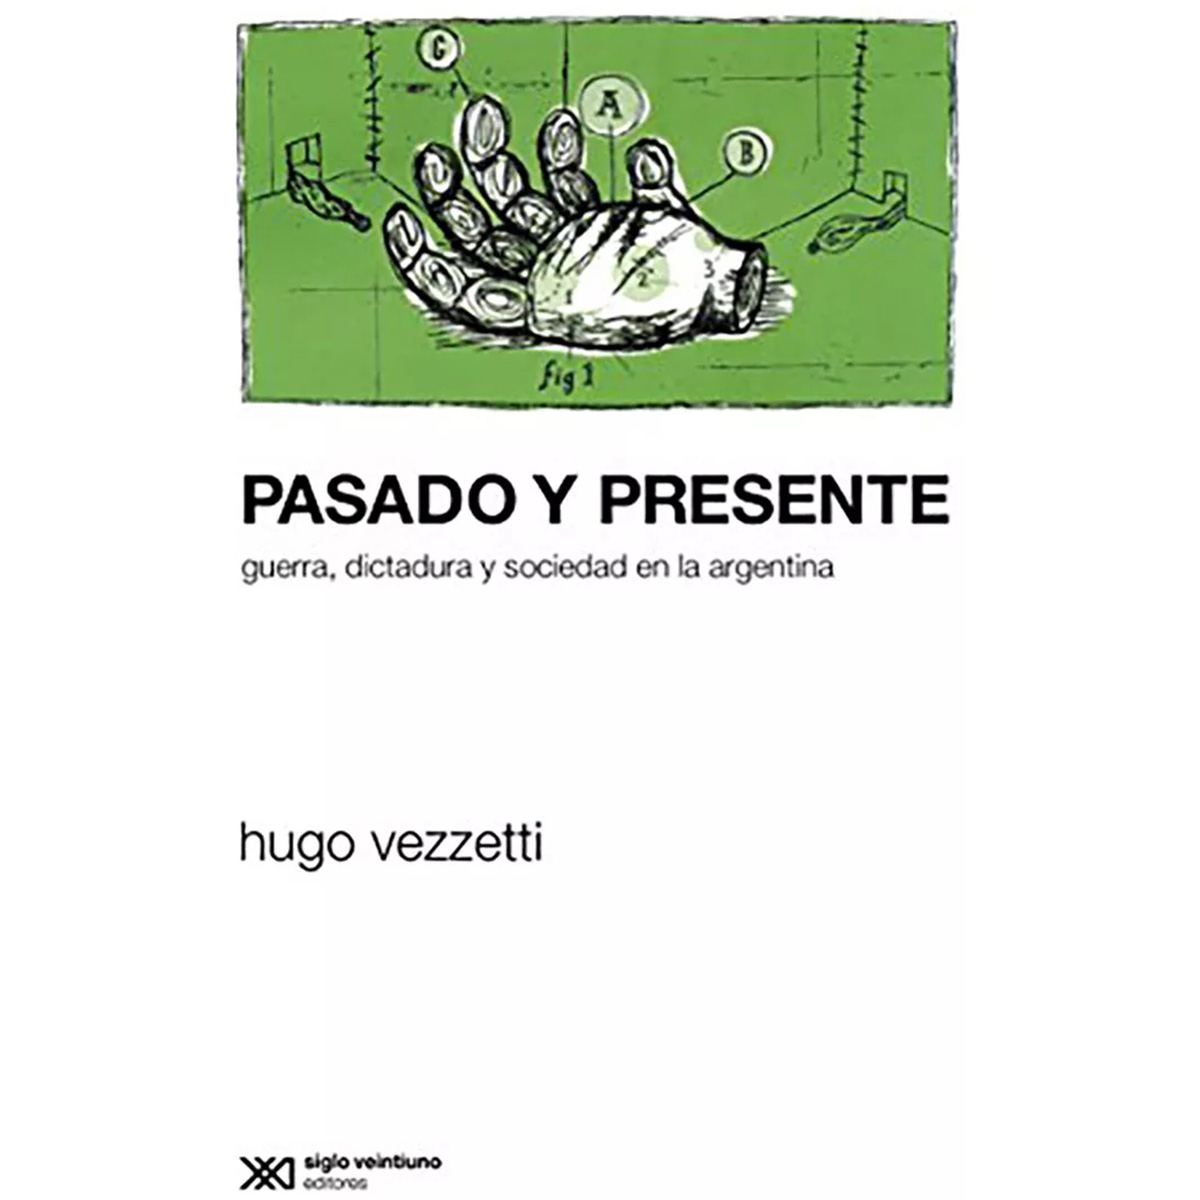 G
A
B
1
2
3
fig 1
PASADO Y PRESENTE
guerra, dictadura y sociedad en la argentina
hugo vezzetti
siglo veintiuno
editores